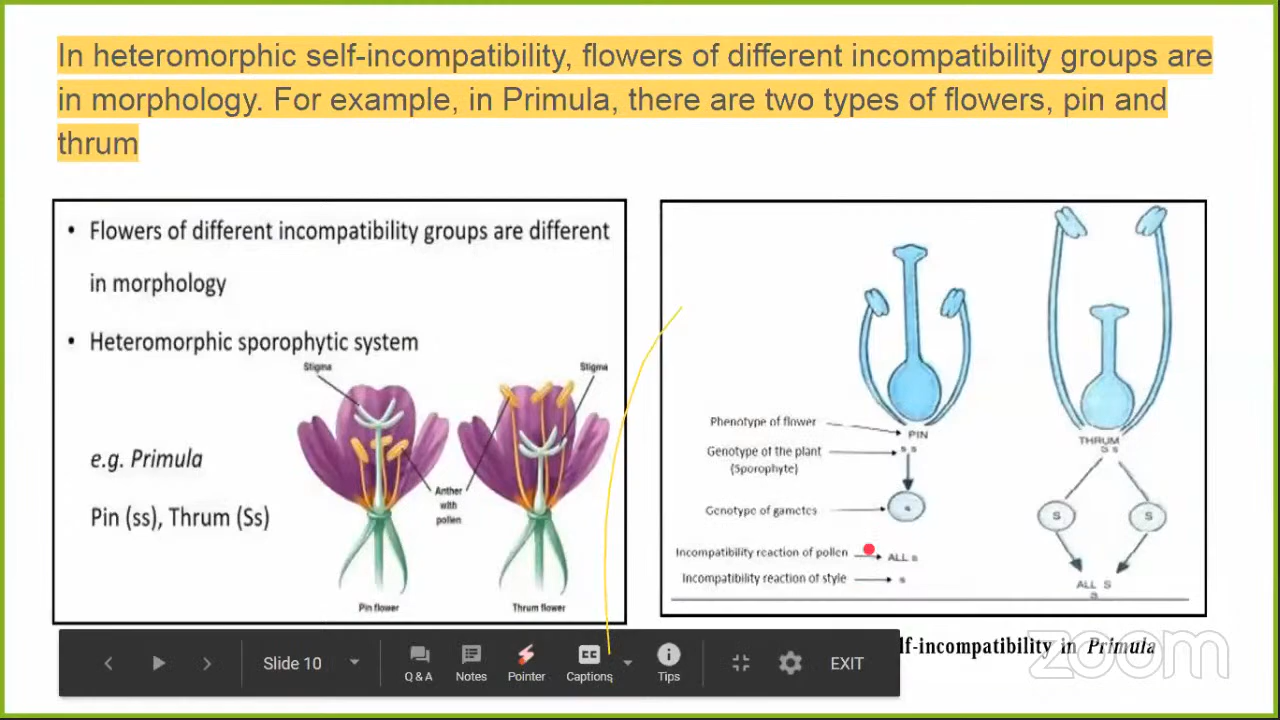 In heteromorphic self-incompatibility, flowers of different incompatibility groups are
in morphology. For example, in Primula, there are two types of flowers, pin and
thrum
• Flowers of different incompatibility groups are different
in morphology
• Heteromorphic sporophytic system
Stigma
Stigma
e.g. Primula
Pin (ss), Thrum (Ss)
Anther
with
pollen
Pin flower
Thrum flower
Phenotype of flower
PIN
THRUM
Genotype of the plant
(Sporophyte)
s s
S s
Genotype of gametes
s
S
S
Incompatibility reaction of pollen
ALL s
ALL S
Incompatibility reaction of style
s
s
lf-incompatibility in Primula
Slide 10
Q & A
Notes
Pointer
CC
Captions
Tips
EXIT
zoom